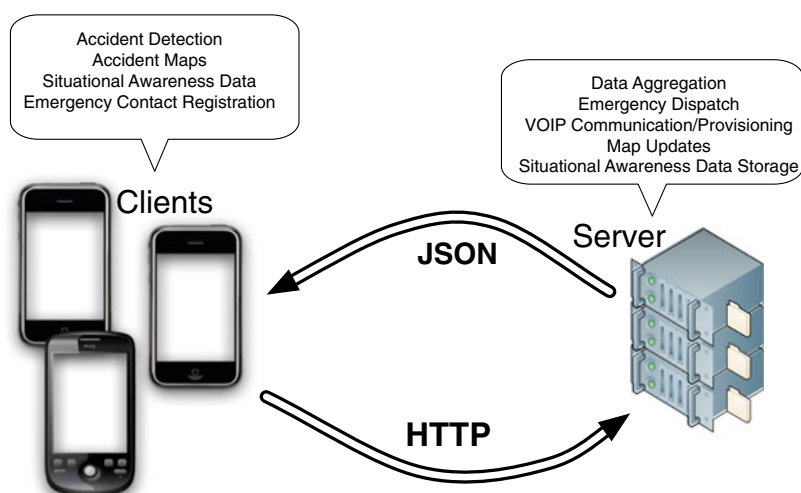 Accident Detection
Accident Maps
Situational Awareness Data
Emergency Contact Registration
Data Aggregation
Emergency Dispatch
VOIP Communication/Provisioning
Map Updates
Situational Awareness Data Storage
Clients
Server
JSON
HTTP